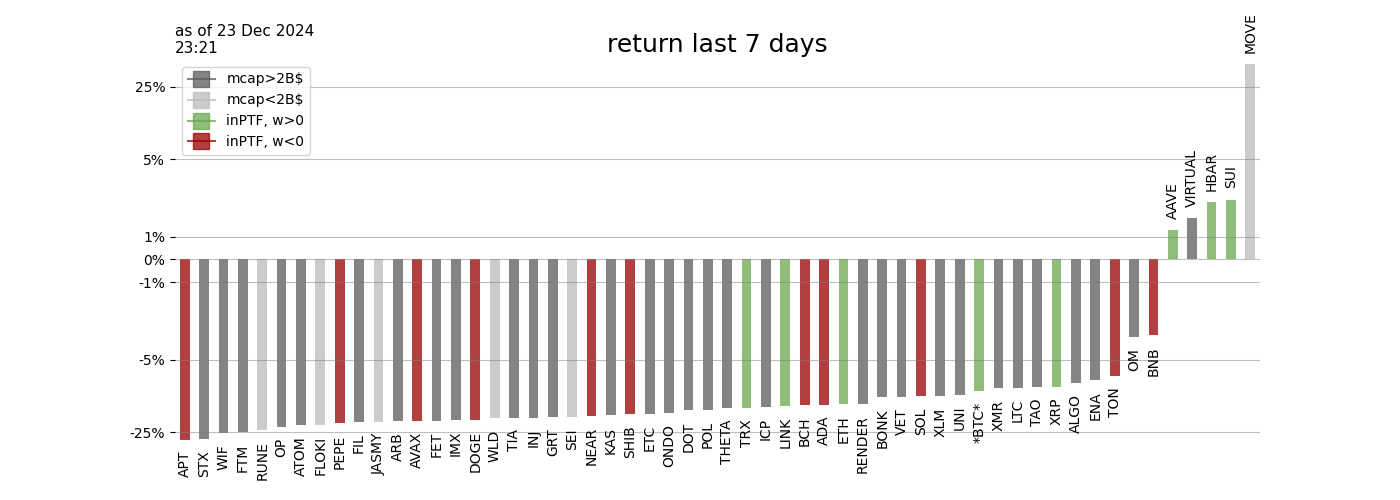 as of 23 Dec 2024
23:21
return last 7 days
mcap>2B$
mcap<2B$
inPTF, w>0
inPTF, w<0
25%
5%
1%
0%
-1%
-5%
-25%
APT
STX
WIF
FTM
RUNE
OP
ATOM
FLOKI
PEPE
FIL
JASMY
ARB
AVAX
FET
IMX
DOGE
WLD
TIA
INJ
GRT
SEI
NEAR
KAS
SHIB
ETC
ONDO
DOT
POL
THETA
TRX
ICP
LINK
BCH
ADA
ETH
RENDER
BONK
VET
SOL
XLM
UNI
*BTC*
XMR
LTC
TAO
XRP
ALGO
ENA
TON
OM
BNB
AAVE
VIRTUAL
HBAR
SUI
MOVE